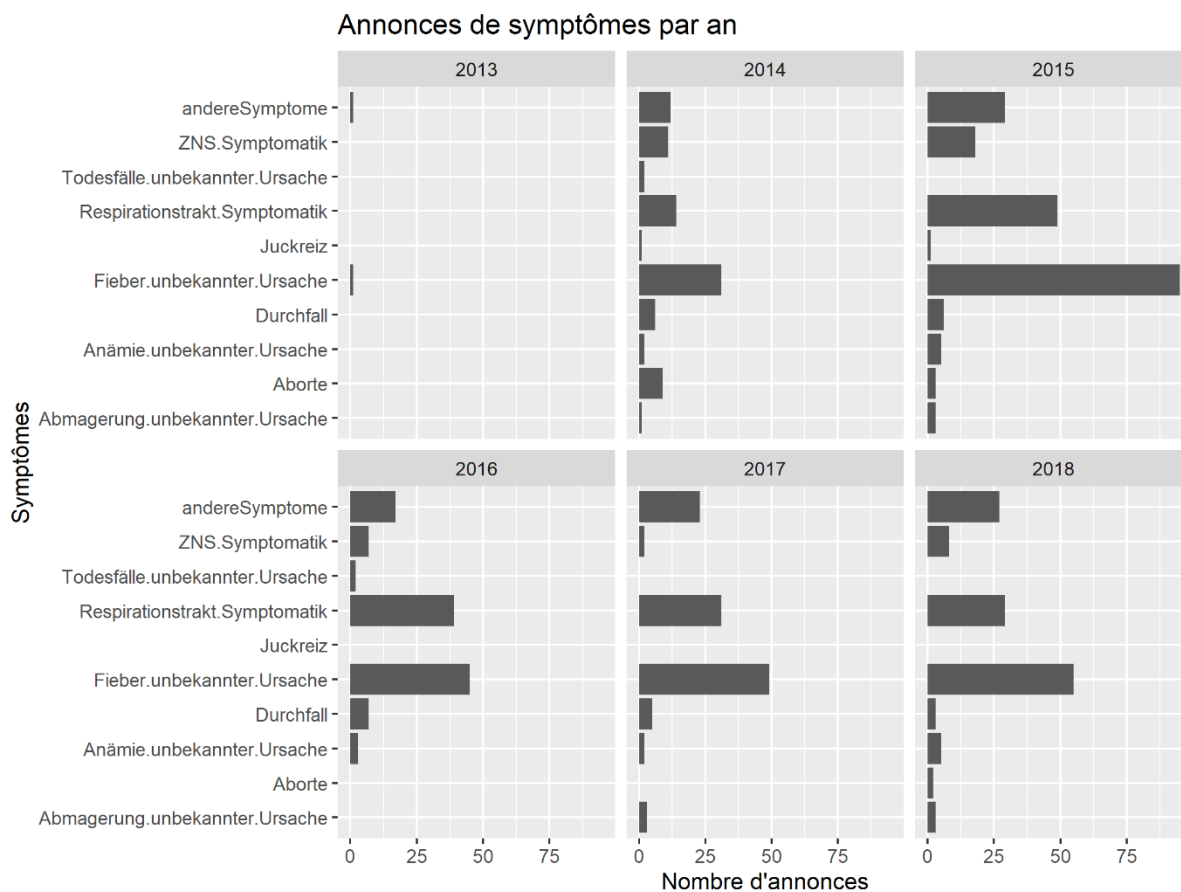 Annonces de symptômes par an
2013
2014
2015
andereSymptome
ZNS.Symptomatik
Todesfälle.unbekannter.Ursache
Respirationstrakt.Symptomatik
Juckreiz
Fieber.unbekannter.Ursache
Durchfall
Anämie.unbekannter.Ursache
Aborte
Abmagerung.unbekannter.Ursache
Symptômes
2016
2017
2018
andereSymptome
ZNS.Symptomatik
Todesfälle.unbekannter.Ursache
Respirationstrakt.Symptomatik
Juckreiz
Fieber.unbekannter.Ursache
Durchfall
Anämie.unbekannter.Ursache
Aborte
Abmagerung.unbekannter.Ursache
0 25 50 75
0 25 50 75
0 25 50 75
Nombre d'annonces